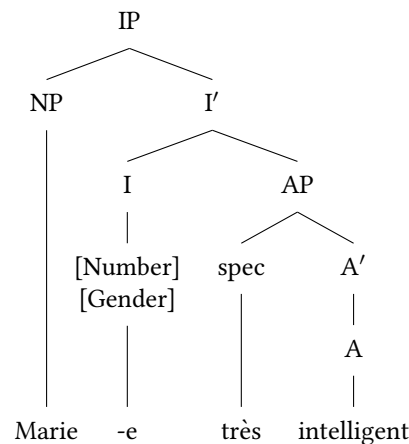 IP
NP I′
I AP
[Number] spec A′
[Gender]
A
Marie -e très intelligent